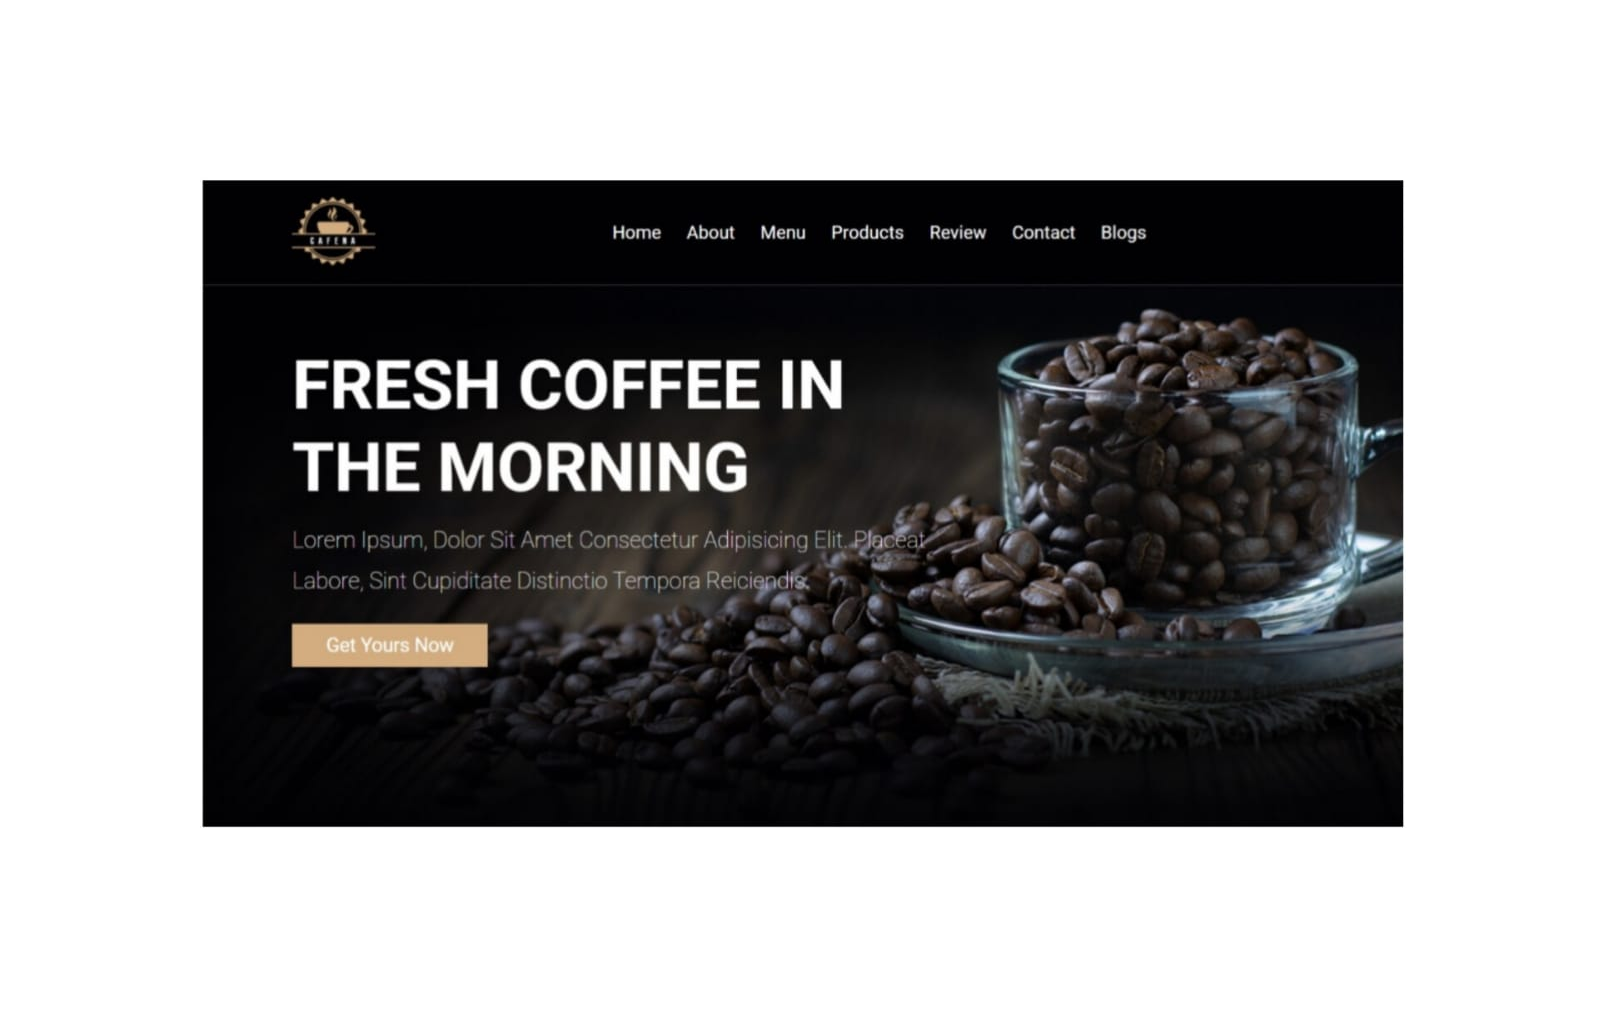 CAFENA
Home About Menu Products Review Contact Blogs
FRESH COFFEE IN
THE MORNING
Lorem Ipsum, Dolor Sit Amet Consectetur Adipisicing Elit. Placeat
Labore, Sint Cupiditate Distinctio Tempora Reiciendis.
Get Yours Now